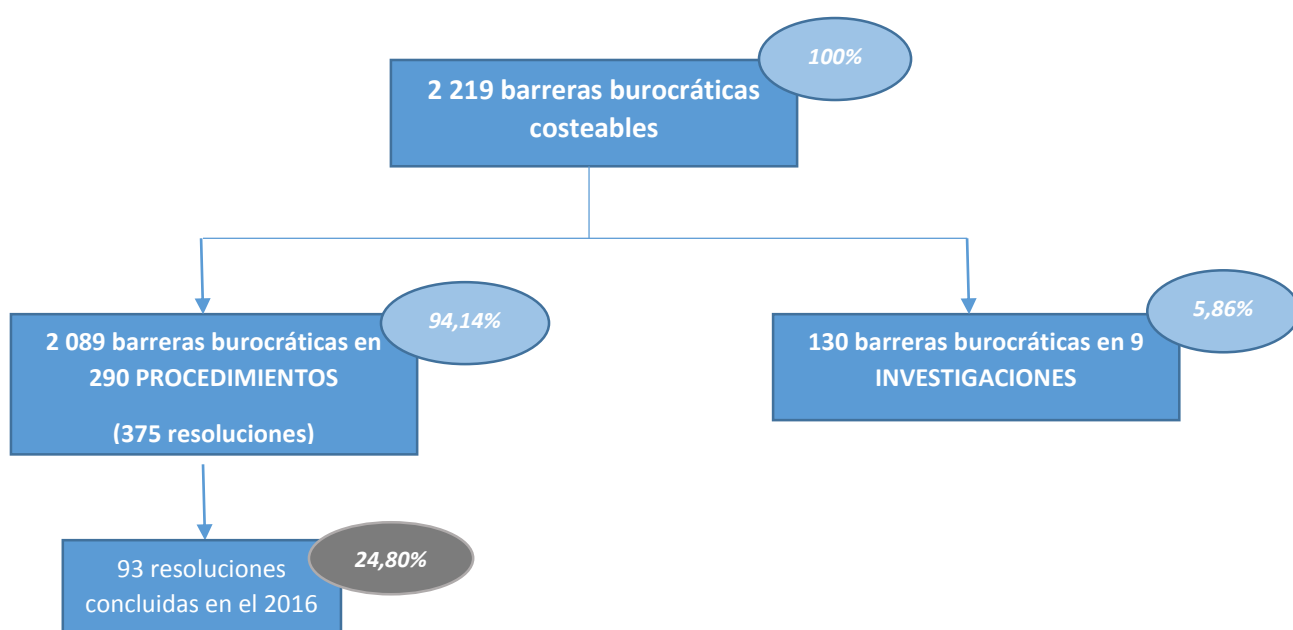 100%
2 219 barreras burocráticas
costeables
94,14%
2 089 barreras burocráticas en
290 PROCEDIMIENTOS
(375 resoluciones)
5,86%
130 barreras burocráticas en 9
INVESTIGACIONES
24,80%
93 resoluciones
concluidas en el 2016